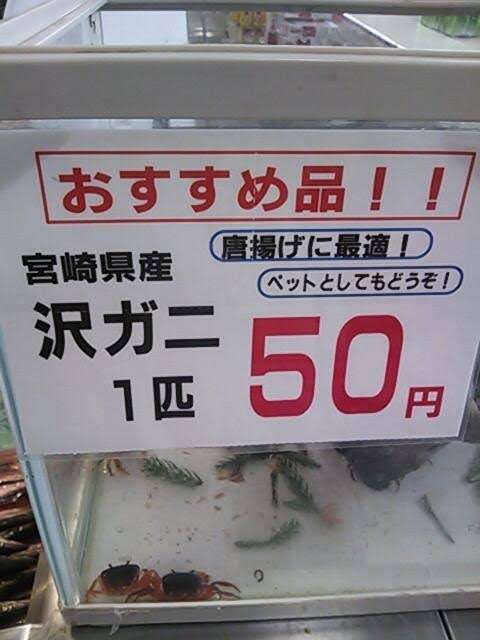 おすすめ品！！
唐揚げに最適！
宮崎県産
ペットとしてもどうぞ！
沢ガニ
1匹
50円